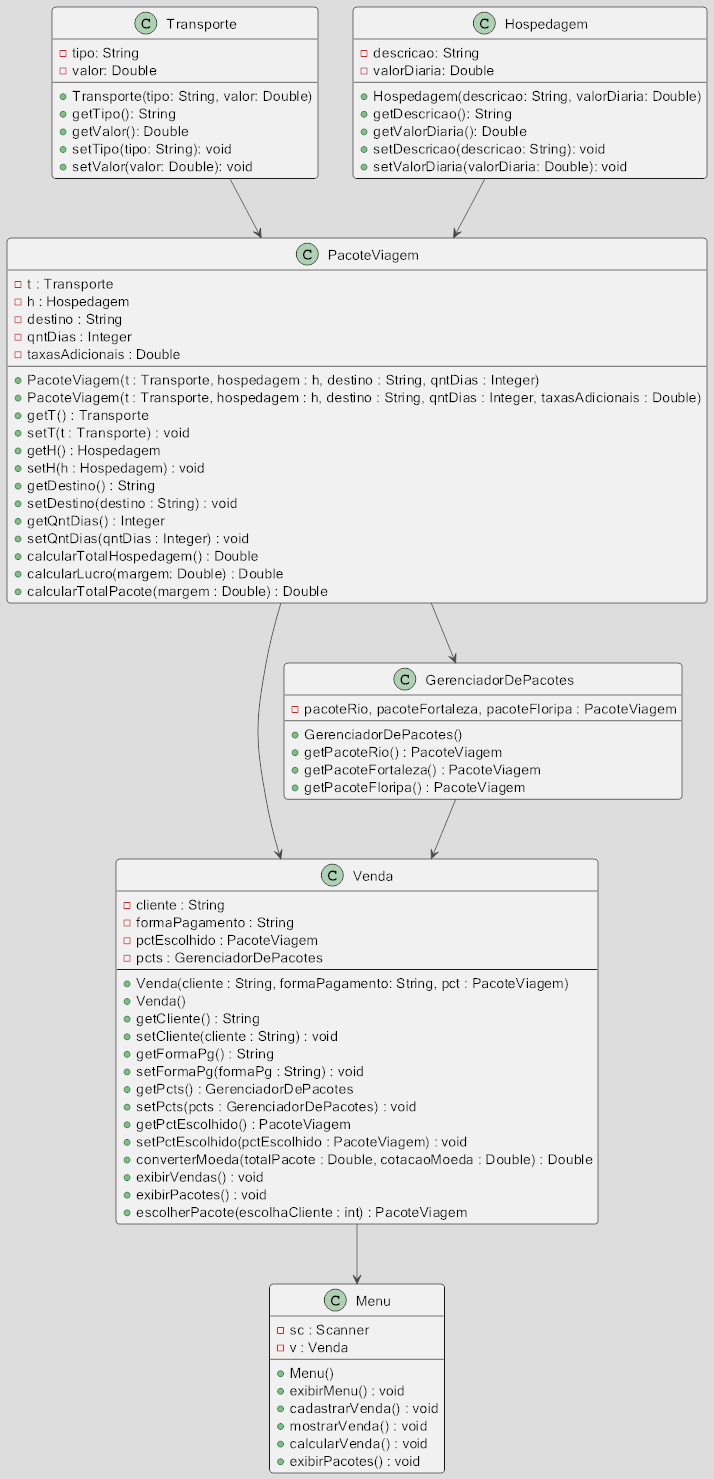 C Transporte
tipo: String
valor: Double
Transporte(tipo: String, valor: Double)
getTipo(): String
getValor(): Double
setTipo(tipo: String): void
setValor(valor: Double): void
C Hospedagem
descricao: String
valorDiaria: Double
Hospedagem(descricao: String, valorDiaria: Double)
getDescricao(): String
getValorDiaria(): Double
setDescricao(descricao: String): void
setValorDiaria(valorDiaria: Double): void
C PacoteViagem
t : Transporte
h : Hospedagem
destino : String
qntDias : Integer
taxasAdicionais : Double
PacoteViagem(t : Transporte, hospedagem : h, destino : String, qntDias : Integer)
PacoteViagem(t : Transporte, hospedagem : h, destino : String, qntDias : Integer, taxasAdicionais : Double)
getT() : Transporte
setT(t : Transporte) : void
getH() : Hospedagem
setH(h : Hospedagem) : void
getDestino() : String
setDestino(destino : String) : void
getQntDias() : Integer
setQntDias(qntDias : Integer) : void
calcularTotalHospedagem() : Double
calcularLucro(margem: Double) : Double
calcularTotalPacote(margem : Double) : Double
C GerenciadorDePacotes
pacoteRio, pacoteFortaleza, pacoteFloripa : PacoteViagem
GerenciadorDePacotes()
getPacoteRio() : PacoteViagem
getPacoteFortaleza() : PacoteViagem
getPacoteFloripa() : PacoteViagem
C Venda
cliente : String
formaPagamento : String
pctEscolhido : PacoteViagem
pcts : GerenciadorDePacotes
Venda(cliente : String, formaPagamento: String, pct : PacoteViagem)
Venda()
getCliente() : String
setCliente(cliente : String) : void
getFormaPg() : String
setFormaPg(formaPg : String) : void
getPcts() : GerenciadorDePacotes
setPcts(pcts : GerenciadorDePacotes) : void
getPctEscolhido() : PacoteViagem
setPctEscolhido(pctEscolhido : PacoteViagem) : void
converterMoeda(totalPacote : Double, cotacaoMoeda : Double) : Double
exibirVendas() : void
exibirPacotes() : void
escolherPacote(escolhaCliente : int) : PacoteViagem
C Menu
sc : Scanner
v : Venda
Menu()
exibirMenu() : void
cadastrarVenda() : void
mostrarVenda() : void
calcularVenda() : void
exibirPacotes() : void